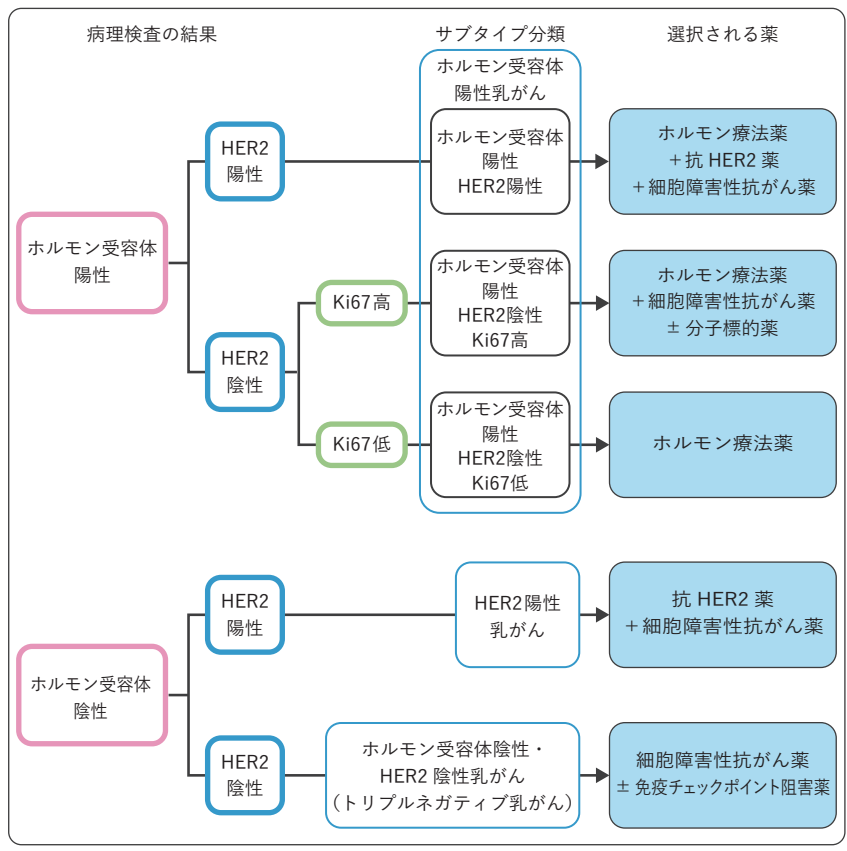 病理検査の結果
サブタイプ分類
選択される薬
ホルモン受容体
陽性
HER2
陽性
ホルモン受容体
陽性乳がん
ホルモン受容体
陽性
HER2陽性
ホルモン療法薬
＋抗 HER2 薬
＋細胞障害性抗がん薬
HER2
陰性
Ki67高
ホルモン受容体
陽性
HER2陰性
Ki67高
ホルモン療法薬
＋細胞障害性抗がん薬
± 分子標的薬
Ki67低
ホルモン受容体
陽性
HER2陰性
Ki67低
ホルモン療法薬
ホルモン受容体
陰性
HER2
陽性
HER2陽性
乳がん
抗 HER2 薬
＋細胞障害性抗がん薬
HER2
陰性
ホルモン受容体陰性・
HER2 陰性乳がん
（トリプルネガティブ乳がん）
細胞障害性抗がん薬
± 免疫チェックポイント阻害薬